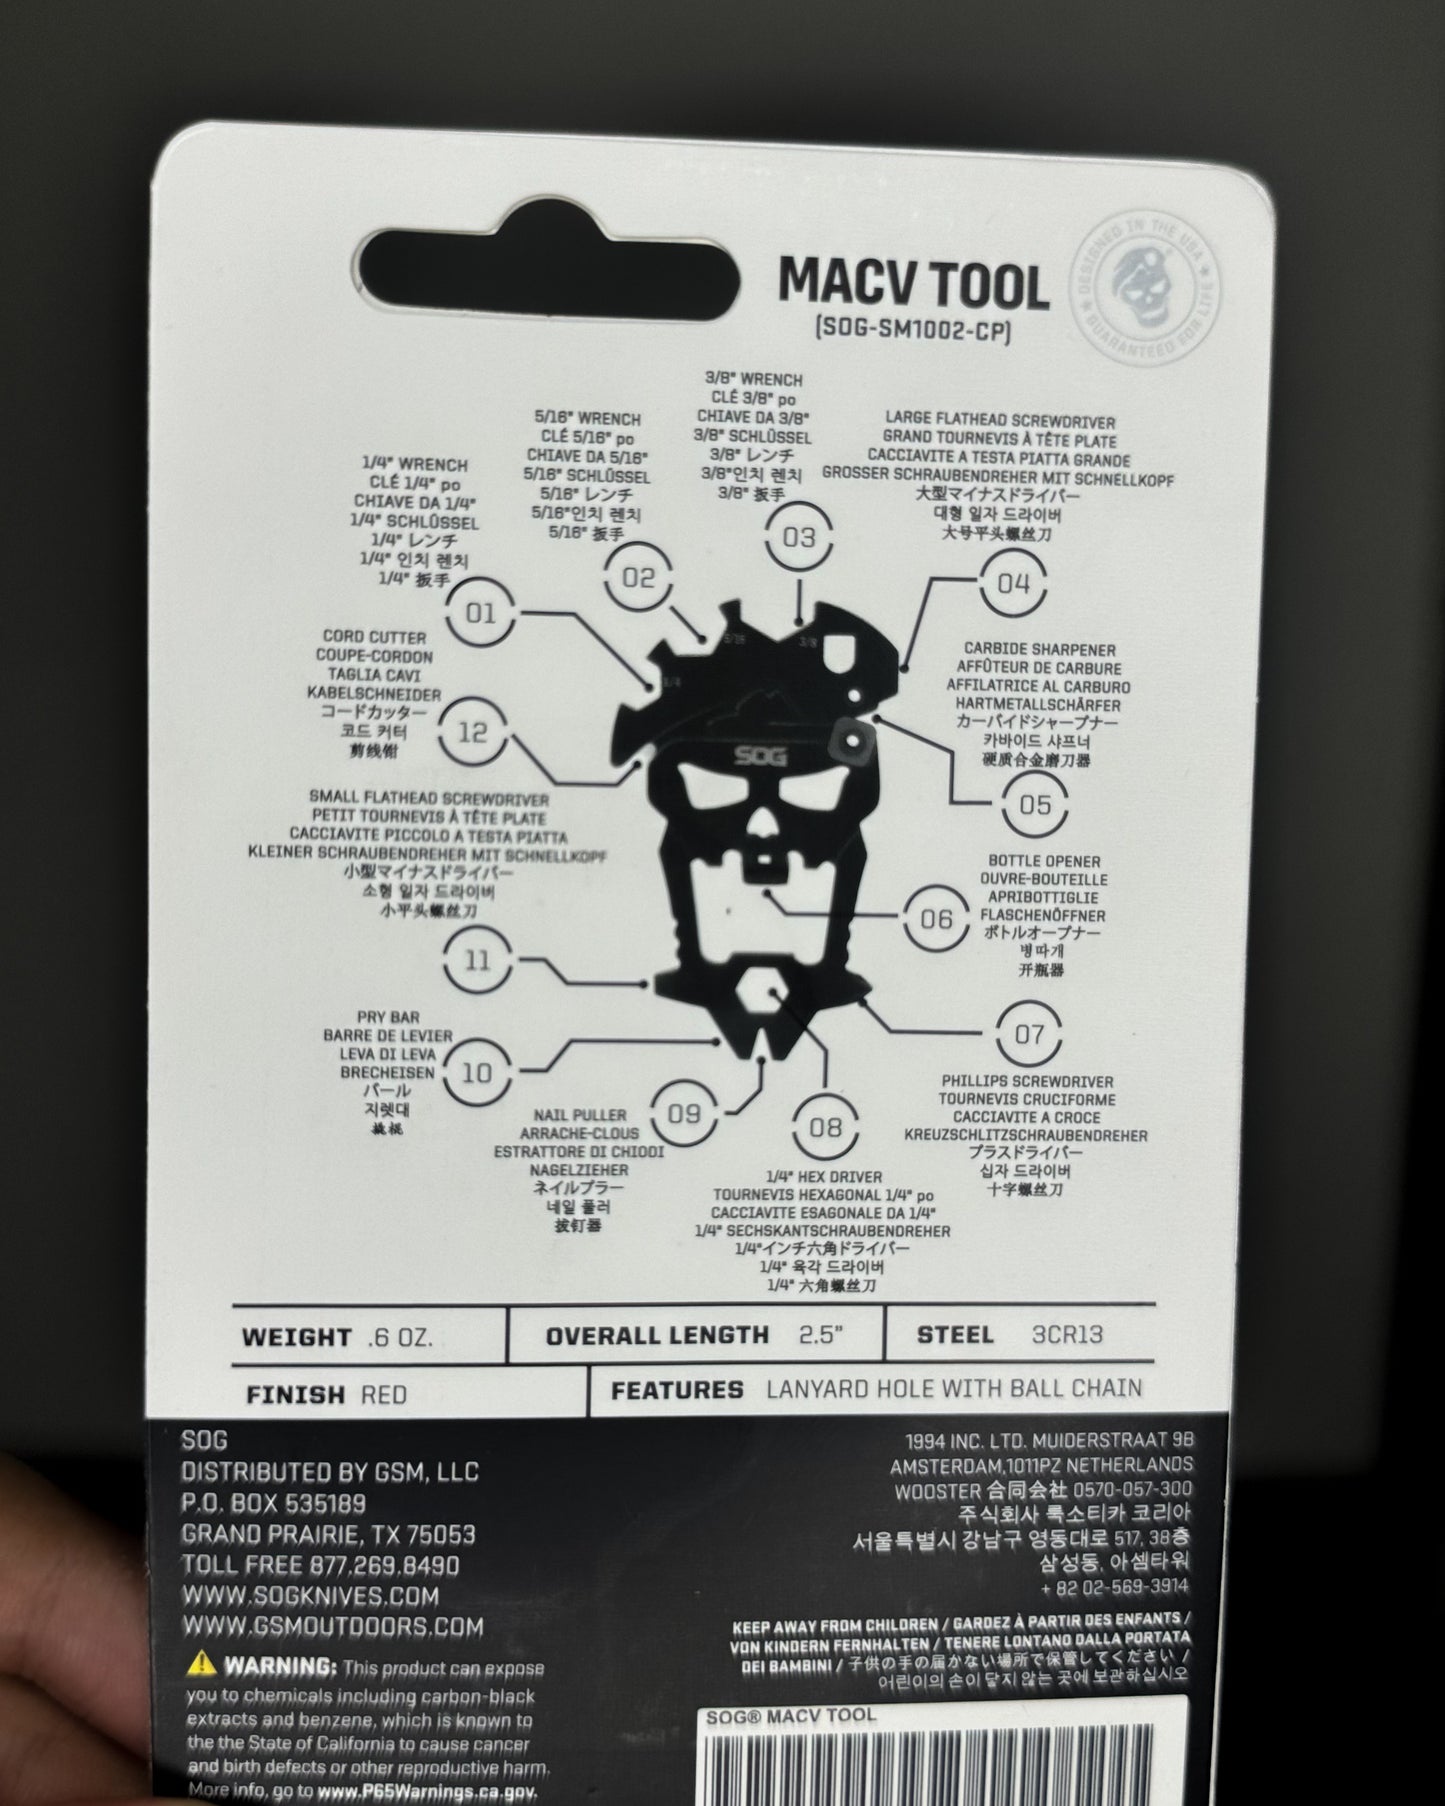 MACV TOOL
(SOG-SM1002-CP)
DESIGNED IN THE USA
GUARANTEED FOR LIFE
1/4" WRENCH
CLÉ 1/4" po
CHIAVE DA 1/4"
1/4" SCHLÜSSEL
1/4" レンチ
1/4" 인치 렌치
1/4" 扳手
01
5/16" WRENCH
CLÉ 5/16" po
CHIAVE DA 5/16"
5/16" SCHLÜSSEL
5/16" レンチ
5/16"인치 렌치
5/16" 扳手
02
3/8" WRENCH
CLÉ 3/8" po
CHIAVE DA 3/8"
3/8" SCHLÜSSEL
3/8" レンチ
3/8"인치 렌치
3/8" 扳手
03
LARGE FLATHEAD SCREWDRIVER
GRAND TOURNEVIS À TÊTE PLATE
CACCIAVITE A TESTA PIATTA GRANDE
GROSSER SCHRAUBENDREHER MIT SCHNELLKOPF
大型マイナスドライバー
대형 일자 드라이버
大号平头螺丝刀
04
CARBIDE SHARPENER
AFFÛTEUR DE CARBURE
AFFILATRICE AL CARBURO
HARTMETALLSCHÄRFER
カーバイドシャープナー
카바이드 샤프너
硬质合金磨刀器
05
BOTTLE OPENER
OUVRE-BOUTEILLE
APRIBOTTIGLIE
FLASCHENÖFFNER
ボトルオープナー
병따개
开瓶器
06
07
PHILLIPS SCREWDRIVER
TOURNEVIS CRUCIFORME
CACCIAVITE A CROCE
KREUZSCHLITZSCHRAUBENDREHER
プラスドライバー
십자 드라이버
十字螺丝刀
08
1/4" HEX DRIVER
TOURNEVIS HEXAGONAL 1/4" po
CACCIAVITE ESAGONALE DA 1/4"
1/4" SECHSKANTSCHRAUBENDREHER
1/4"インチ六角ドライバー
1/4" 육각 드라이버
1/4" 六角螺丝刀
09
NAIL PULLER
ARRACHE-CLOUS
ESTRATTORE DI CHIODI
NAGELZIEHER
ネイルプラー
네일 풀러
拔钉器
PRY BAR
BARRE DE LEVIER
LEVA DI LEVA
BRECHEISEN
バール
지렛대
10
SMALL FLATHEAD SCREWDRIVER
PETIT TOURNEVIS À TÊTE PLATE
CACCIAVITE PICCOLO A TESTA PIATTA
KLEINER SCHRAUBENDREHER MIT SCHNELLKOPF
小型マイナスドライバー
소형 일자 드라이버
小平头螺丝刀
11
CORD CUTTER
COUPE-CORDON
TAGLIA CAVI
KABELSCHNEIDER
コードカッター
코드 커터
剪线钳
12
1/4
5/16
3/8
SOG
WEIGHT .6 OZ.
OVERALL LENGTH 2.5"
STEEL 3CR13
FINISH RED
FEATURES LANYARD HOLE WITH BALL CHAIN
SOG
DISTRIBUTED BY GSM, LLC
P.O. BOX 535189
GRAND PRAIRIE, TX 75053
TOLL FREE 877.269.8490
WWW.SOGKNIVES.COM
WWW.GSMOUTDOORS.COM
WARNING: This product can expose
you to chemicals including carbon-black
extracts and benzene, which is known to
the the State of California to cause cancer
and birth defects or other reproductive harm.
More info, go to www.P65Warnings.ca.gov.
1994 INC. LTD. MUIDERSTRAAT 9B
AMSTERDAM,1011PZ NETHERLANDS
WOOSTER 合同会社 0570-057-300
주식회사 룩소티카 코리아
서울특별시 강남구 영동대로 517, 38층
삼성동, 아셈타워
+ 82 02-569-3914
KEEP AWAY FROM CHILDREN / GARDEZ À PARTIR DES ENFANTS /
VON KINDERN FERNHALTEN / TENERE LONTANO DALLA PORTATA
DEI BAMBINI / 子供の手の届かない場所で保管してください /
어린이의 손이 닿지 않는 곳에 보관하십시오
SOG® MACV TOOL